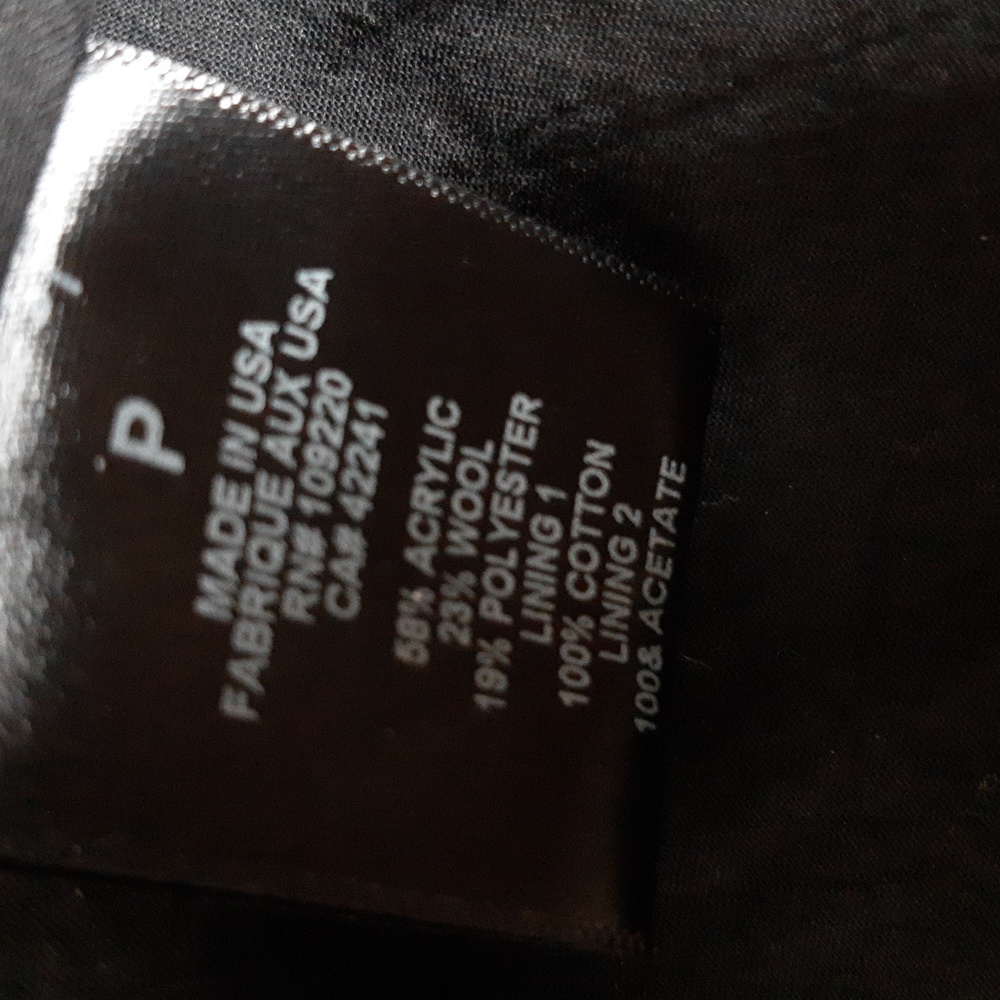 P
MADE IN USA
FABRIQUE AUX USA
RN# 109220
CA# 42241
58% ACRYLIC
23% WOOL
19% POLYESTER
LINING 1
100% COTTON
LINING 2
100& ACETATE